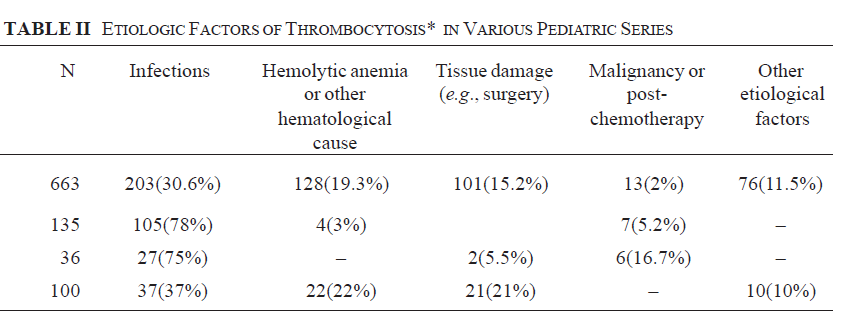 TABLE II ETIOLOGIC FACTORS OF THROMBOCYTOSIS* IN VARIOUS PEDIATRIC SERIES
N Infections Hemolytic anemia Tissue damage Malignancy or Other
or other (e.g., surgery) post- etiological
hematological chemotherapy factors
cause
663 203(30.6%) 128(19.3%) 101(15.2%) 13(2%) 76(11.5%)
135 105(78%) 4(3%) 7(5.2%) –
36 27(75%) – 2(5.5%) 6(16.7%) –
100 37(37%) 22(22%) 21(21%) – 10(10%)